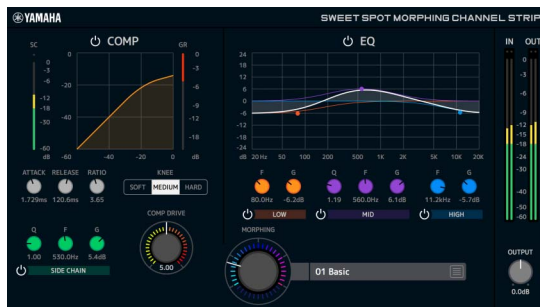 YAMAHA
SWEET SPOT MORPHING CHANNEL STRIP
SC
COMP
GR
EQ
IN OUT
0
-3
-6
-12
-18
-30
-60
dB
0
-20
-40
-60
-60 -40 -20 0
0
-3
-6
-9
-12
-18
dB
24
18
12
6
0
-6
-12
-18
-24
dB 20Hz 50 100 200 500 1K 2K 5K 10K 20K
0
-3
-6
-9
-12
-15
-18
-24
-30
-40
-50
-60
ATTACK RELEASE RATIO
1.729ms 120.6ms 3.65
KNEE
SOFT MEDIUM HARD
F G Q F G F G
80.0Hz -6.2dB 1.19 560.0Hz 6.1dB 11.2kHz -5.7dB
LOW MID HIGH
Q F G
1.00 530.0Hz 5.4dB
SIDE CHAIN
COMP DRIVE
5.00
MORPHING
01 Basic
OUTPUT
0.0dB